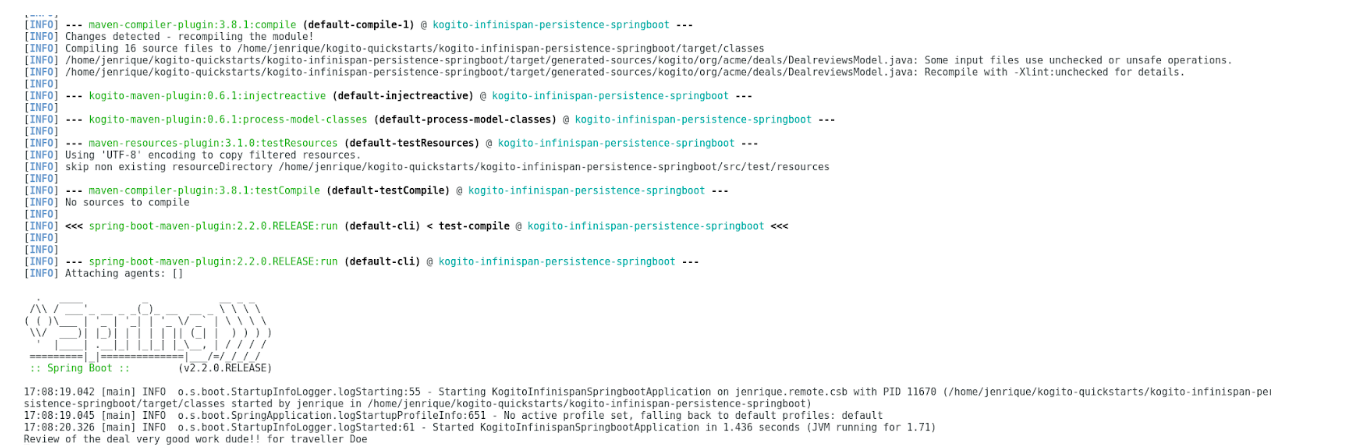 [INFO] --- maven-compiler-plugin:3.8.1:compile (default-compile-1) @ kogito-infinispan-persistence-springboot ---
[INFO] Changes detected - recompiling the module!
[INFO] Compiling 16 source files to /home/jenrique/kogito-quickstarts/kogito-infinispan-persistence-springboot/target/classes
[INFO] /home/jenrique/kogito-quickstarts/kogito-infinispan-persistence-springboot/target/generated-sources/kogito/org/acme/deals/DealreviewsModel.java: Some input files use unchecked or unsafe operations.
[INFO] /home/jenrique/kogito-quickstarts/kogito-infinispan-persistence-springboot/target/generated-sources/kogito/org/acme/deals/DealreviewsModel.java: Recompile with -Xlint:unchecked for details.
[INFO]
[INFO] --- kogito-maven-plugin:0.6.1:injectreactive (default-injectreactive) @ kogito-infinispan-persistence-springboot ---
[INFO]
[INFO] --- kogito-maven-plugin:0.6.1:process-model-classes (default-process-model-classes) @ kogito-infinispan-persistence-springboot ---
[INFO]
[INFO] --- maven-resources-plugin:3.1.0:testResources (default-testResources) @ kogito-infinispan-persistence-springboot ---
[INFO] Using 'UTF-8' encoding to copy filtered resources.
[INFO] skip non existing resourceDirectory /home/jenrique/kogito-quickstarts/kogito-infinispan-persistence-springboot/src/test/resources
[INFO]
[INFO] --- maven-compiler-plugin:3.8.1:testCompile (default-testCompile) @ kogito-infinispan-persistence-springboot ---
[INFO] No sources to compile
[INFO]
[INFO] <<< spring-boot-maven-plugin:2.2.0.RELEASE:run (default-cli) < test-compile @ kogito-infinispan-persistence-springboot <<<
[INFO]
[INFO]
[INFO] --- spring-boot-maven-plugin:2.2.0.RELEASE:run (default-cli) @ kogito-infinispan-persistence-springboot ---
[INFO] Attaching agents: []
  .   ____          _            __ _ _
 /\\ / ___'_ __ _ _(_)_ __  __ _ \ \ \ \
( ( )\___ | '_ | '_| | '_ \/ _` | \ \ \ \
 \\/  ___)| |_)| | | | | || (_| |  ) ) ) )
  '  |____| .__|_| |_|_| |_\__, | / / / /
 =========|_|==============|___/=/_/_/_/
 :: Spring Boot ::        (v2.2.0.RELEASE)
17:08:19.042 [main] INFO  o.s.boot.StartupInfoLogger.logStarting:55 - Starting KogitoInfinispanSpringbootApplication on jenrique.remote.csb with PID 11670 (/home/jenrique/kogito-quickstarts/kogito-infinispan-per
sistence-springboot/target/classes started by jenrique in /home/jenrique/kogito-quickstarts/kogito-infinispan-persistence-springboot)
17:08:19.045 [main] INFO  o.s.boot.SpringApplication.logStartupProfileInfo:651 - No active profile set, falling back to default profiles: default
17:08:20.326 [main] INFO  o.s.boot.StartupInfoLogger.logStarted:61 - Started KogitoInfinispanSpringbootApplication in 1.436 seconds (JVM running for 1.71)
Review of the deal very good work dude!! for traveller Doe